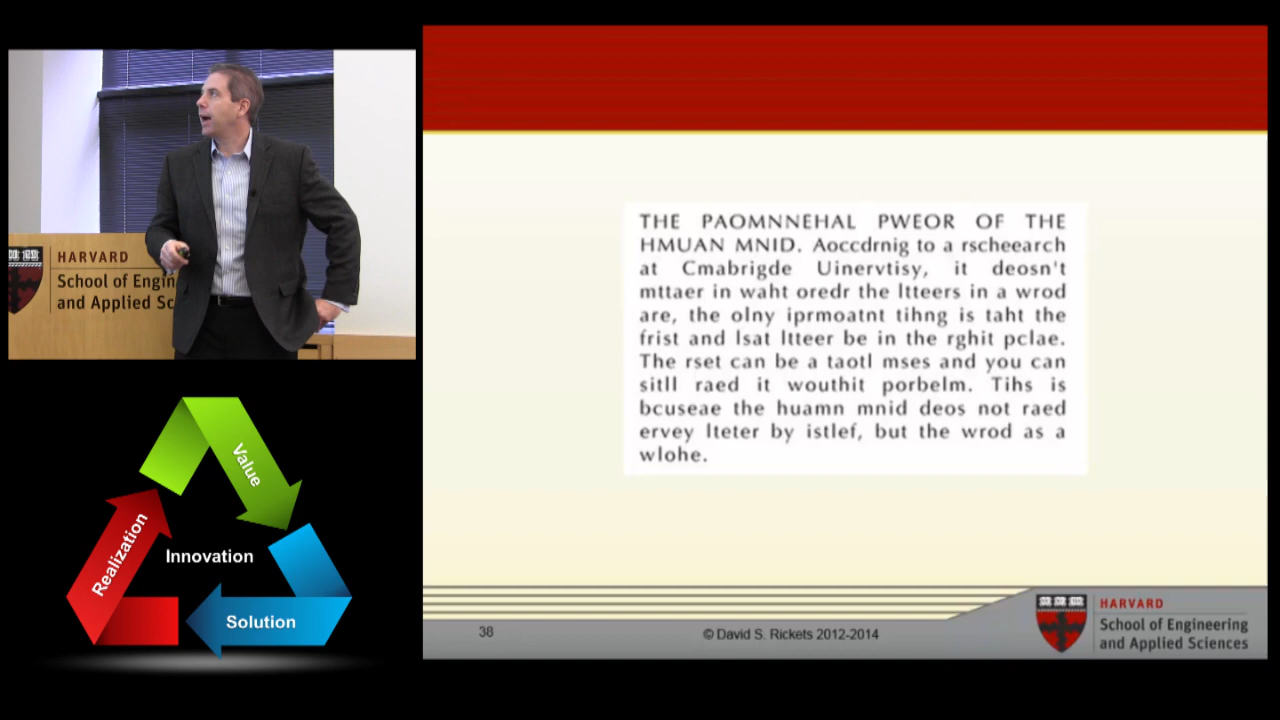 HARVARD
School of Engin
and Applied Sc
THE PAOMNNEHAL PWEOR OF THE
HMUAN MNID. Aoccdrnig to a rscheearch
at Cmabrigde Uinervtisy, it deosn't
mttaer in waht oredr the ltteers in a wrod
are, the olny iprmoatnt tihng is taht the
frist and lsat ltteer be in the rghit pclae.
The rset can be a taotl mses and you can
sitll raed it wouthit porbelm. Tihs is
bcuseae the huamn mnid deos not raed
ervey lteter by istlef, but the wrod as a
wlohe.
Value
Realization
Innovation
Solution
38
© David S. Rickets 2012-2014
HARVARD
School of Engineering
and Applied Sciences